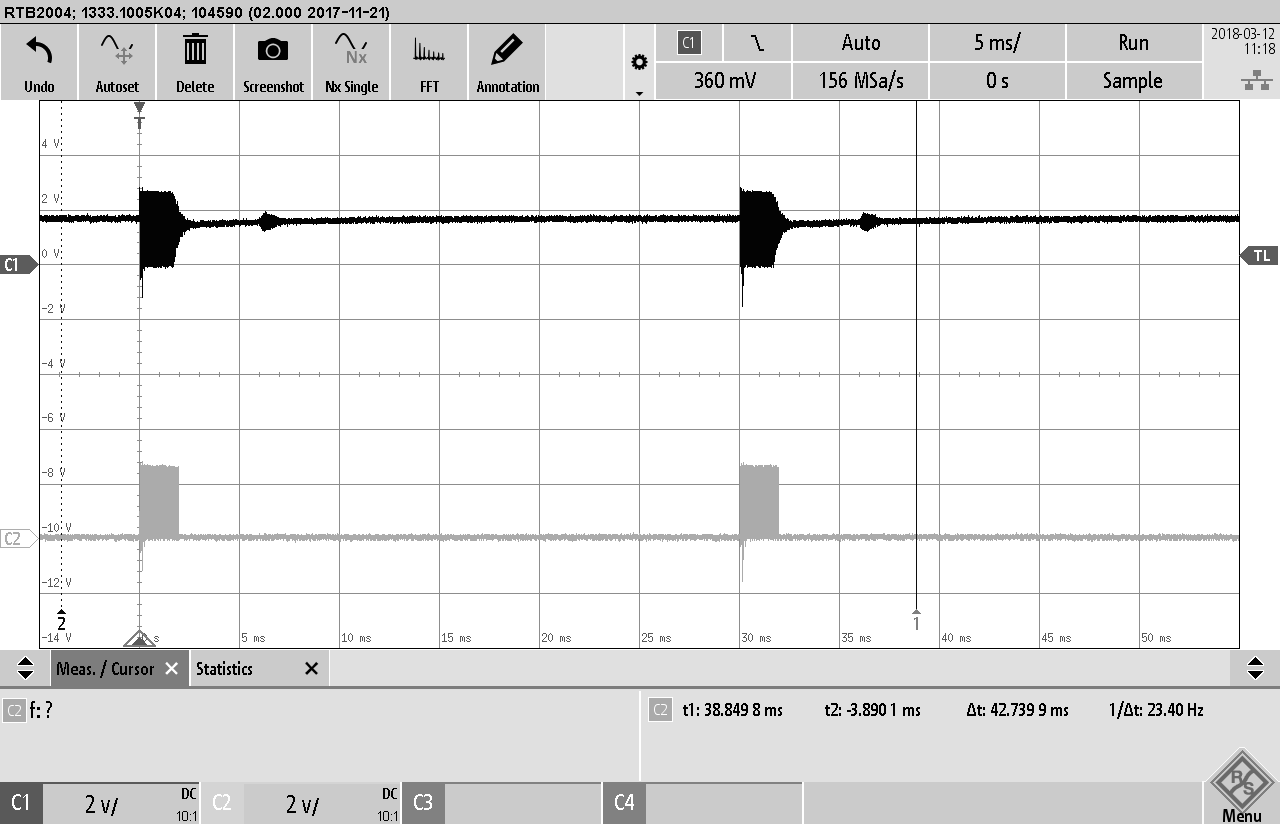 RTB2004; 1333.1005K04; 104590 (02.000 2017-11-21)
Undo Autoset Delete Screenshot Nx Single FFT Annotation
Nx
C1 Auto 5 ms/ Run
360 mV 156 MSa/s 0 s Sample
2018-03-12
11:18
T
4 V
2 V
0 V
C1
TL
-2 V
-4 V
-6 V
-8 V
-10 V
C2
-12 V
2
1
-14 V s 5 ms 10 ms 15 ms 20 ms 25 ms 30 ms 35 ms 40 ms 45 ms 50 ms
Meas. / Cursor Statistics
C2 f: ?
C2 t1: 38.849 8 ms t2: -3.890 1 ms Δt: 42.739 9 ms 1/Δt: 23.40 Hz
C1 2 V/ DC 10:1 C2 2 V/ DC 10:1 C3 C4
R S
Menu